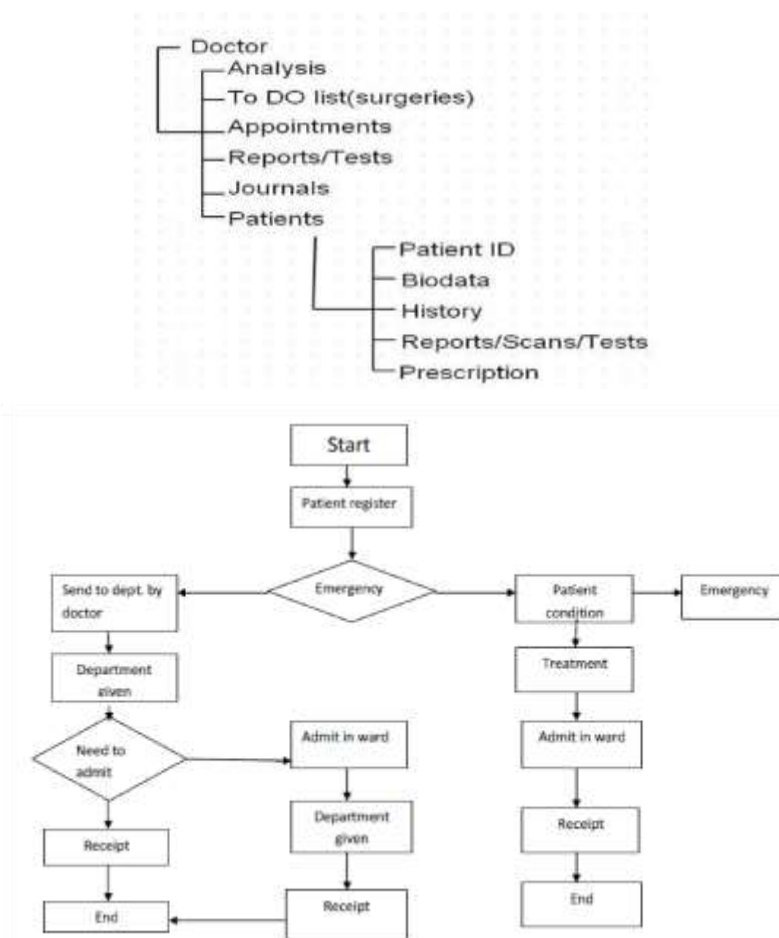 Doctor
Analysis
To DO list(surgeries)
Appointments
Reports/Tests
Journals
Patients
Patient ID
Biodata
History
Reports/Scans/Tests
Prescription
Start
Patient register
Emergency
Send to dept. by
doctor
Patient
condition
Emergency
Department
given
Treatment
Need to
admit
Admit in ward
Admit in ward
Department
given
Receipt
Receipt
Receipt
End
End